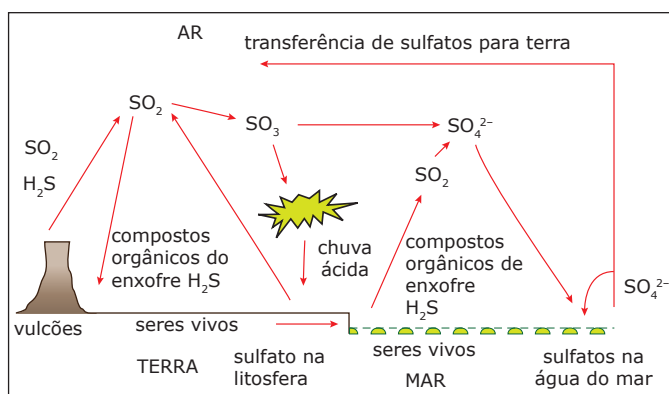 AR
transferência de sulfatos para terra
SO₂
SO₃
SO₄²⁻
SO₂
H₂S
SO₂
compostos
orgânicos do
enxofre H₂S
chuva
ácida
compostos
orgânicos de
enxofre
H₂S
SO₄²⁻
vulcões
seres vivos
seres vivos
TERRA
sulfato na
litosfera
MAR
sulfatos na
água do mar